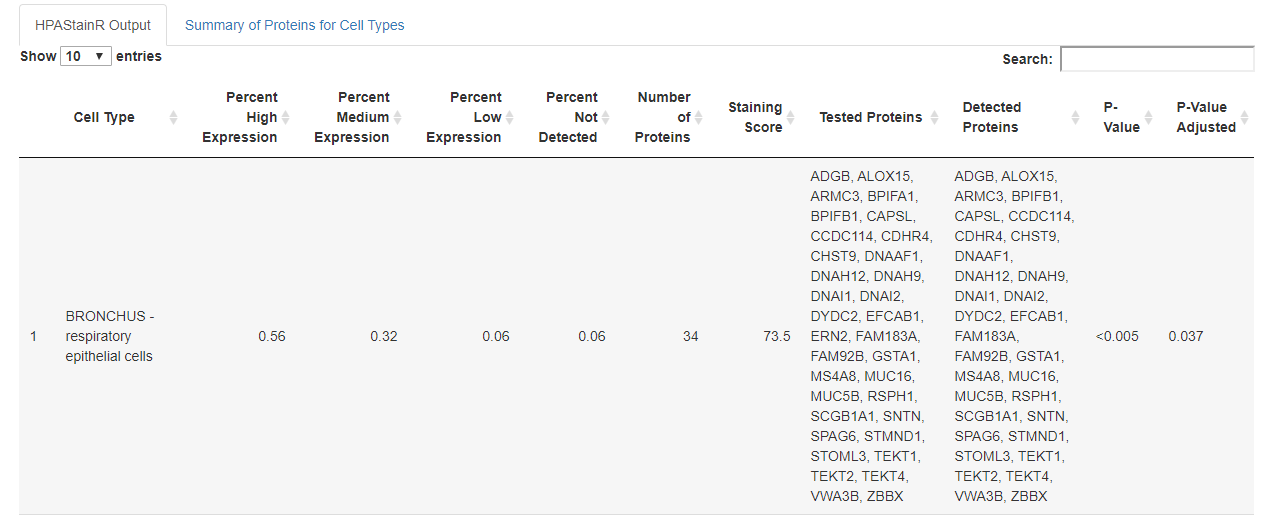 HPAStainR Output Summary of Proteins for Cell Types
Show 10 entries Search:
Cell Type
Percent
High
Expression
Percent
Medium
Expression
Percent
Low
Expression
Percent
Not
Detected
Number
of
Proteins
Staining
Score
Tested Proteins
Detected
Proteins
P-
Value
P-Value
Adjusted
1
BRONCHUS -
respiratory
epithelial cells
0.56
0.32
0.06
0.06
34
73.5
ADGB, ALOX15,
ARMC3, BPIFA1,
BPIFB1, CAPSL,
CCDC114, CDHR4,
CHST9, DNAAF1,
DNAH12, DNAH9,
DNAI1, DNAI2,
DYDC2, EFCAB1,
ERN2, FAM183A,
FAM92B, GSTA1,
MS4A8, MUC16,
MUC5B, RSPH1,
SCGB1A1, SNTN,
SPAG6, STMND1,
STOML3, TEKT1,
TEKT2, TEKT4,
VWA3B, ZBBX
ADGB, ALOX15,
ARMC3, BPIFB1,
CAPSL, CCDC114,
CDHR4, CHST9,
DNAAF1,
DNAH12, DNAH9,
DNAI1, DNAI2,
DYDC2, EFCAB1,
FAM183A,
FAM92B, GSTA1,
MS4A8, MUC16,
MUC5B, RSPH1,
SCGB1A1, SNTN,
SPAG6, STMND1,
STOML3, TEKT1,
TEKT2, TEKT4,
VWA3B, ZBBX
<0.005
0.037